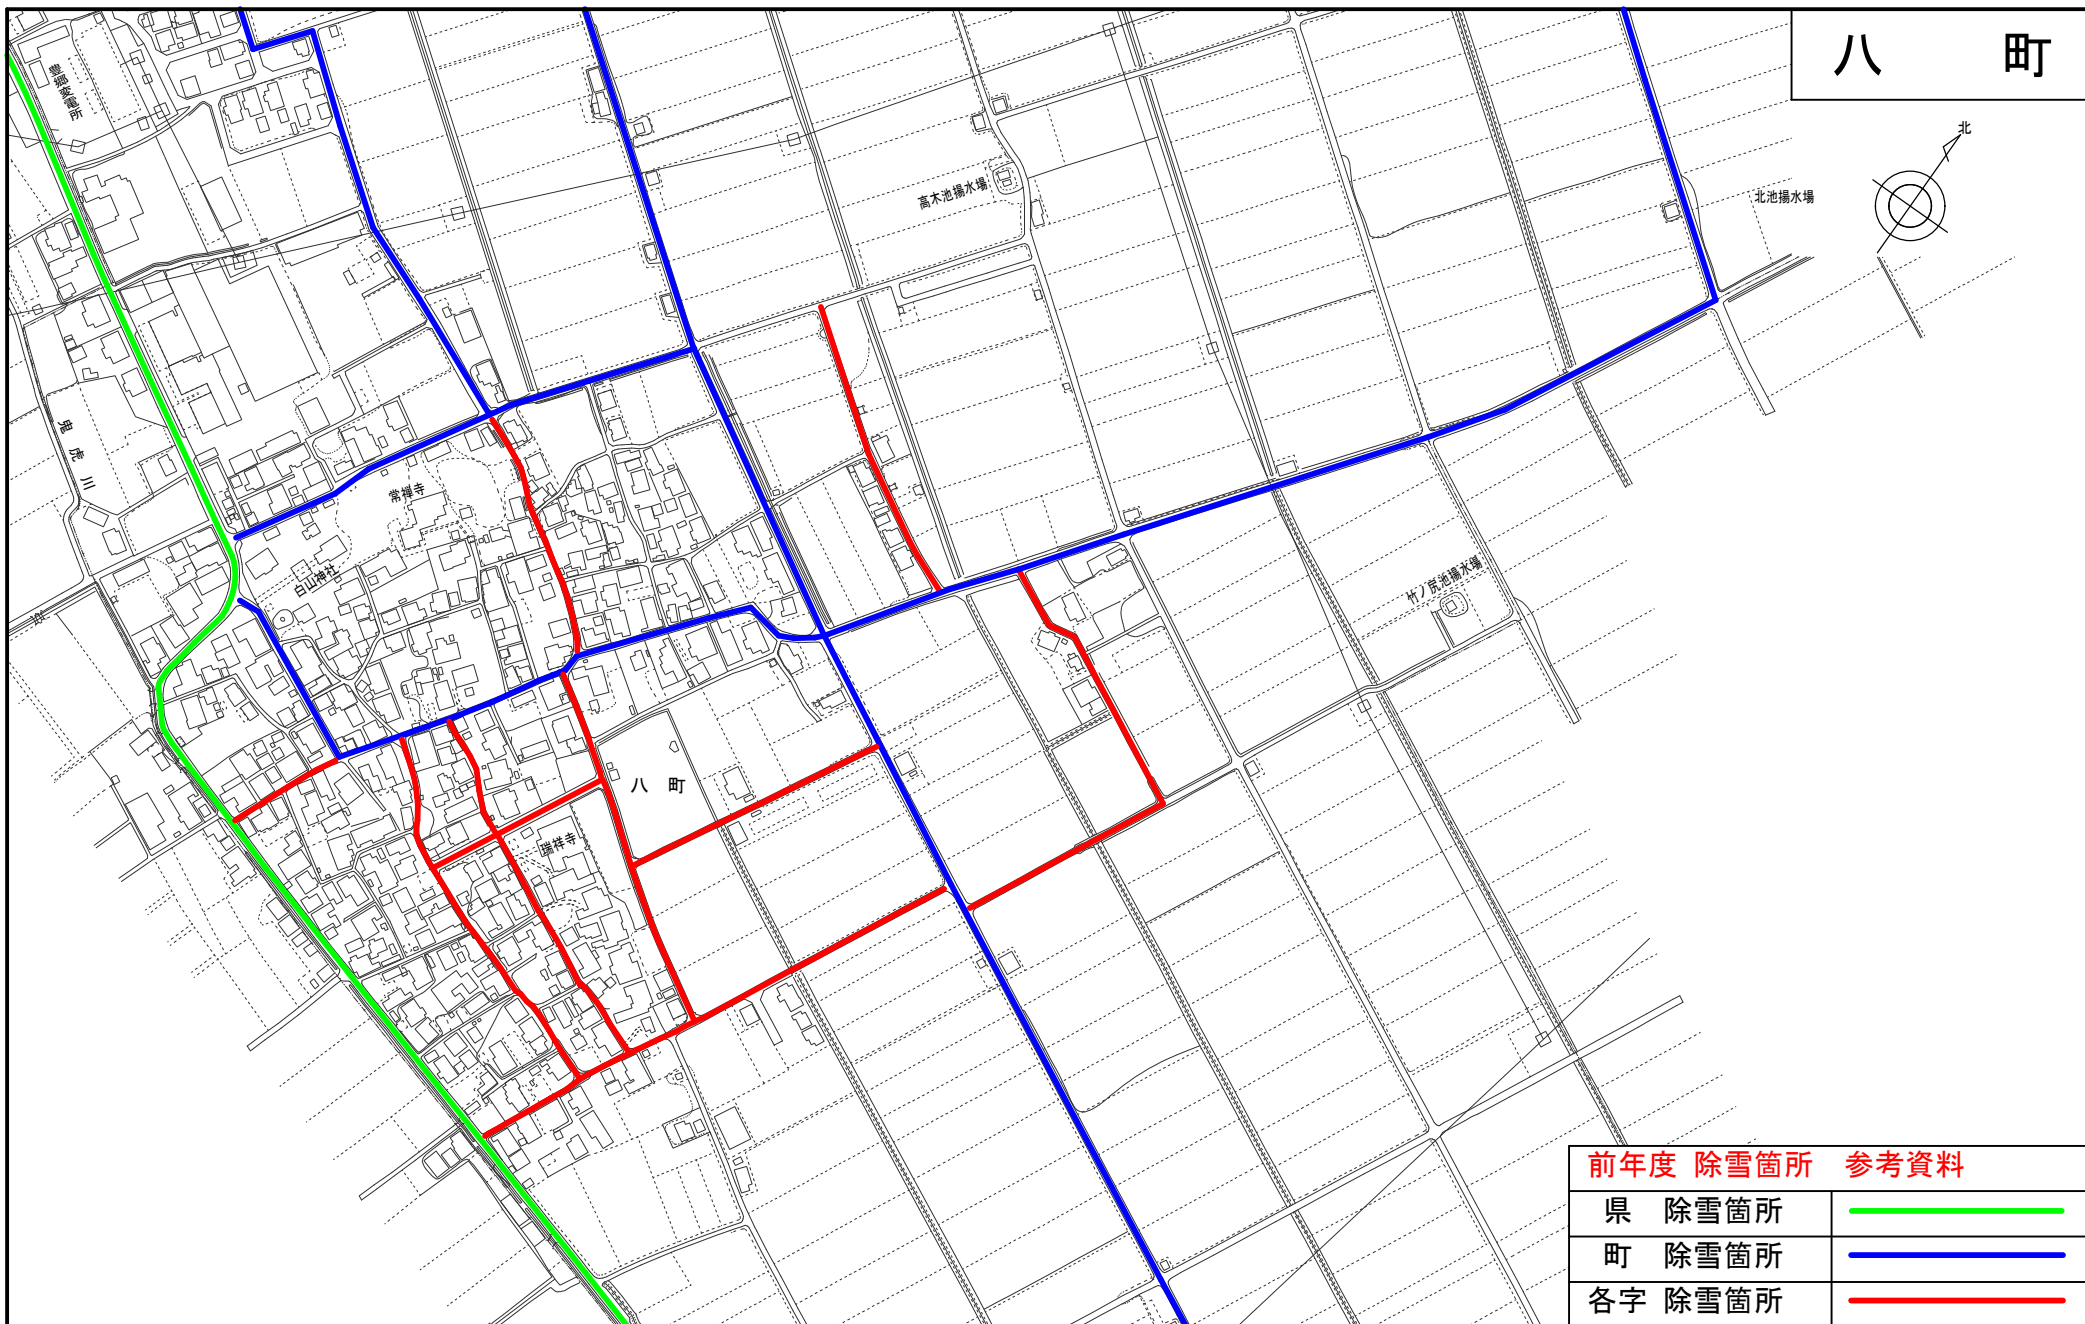 八 町
北
豊郷変電所
高木池揚水場
北池揚水場
鬼虎川
常禅寺
白山神社
竹ノ尻池揚水場
八 町
瑞祥寺
前年度 除雪箇所 参考資料
県 除雪箇所
町 除雪箇所
各字 除雪箇所